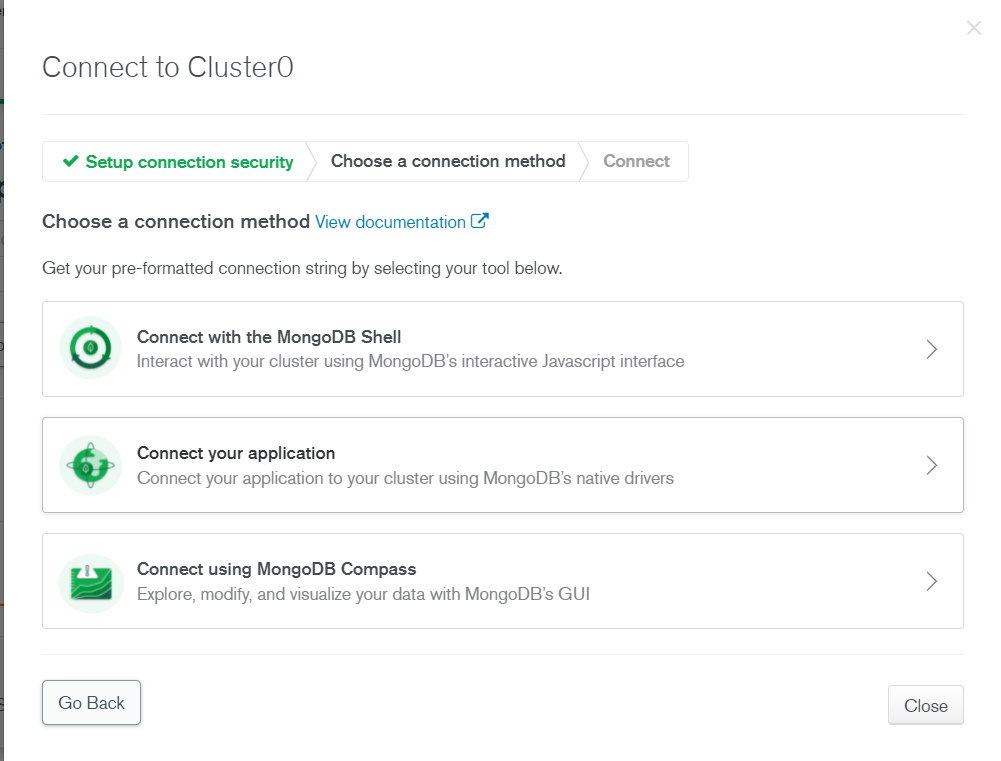 Connect to Cluster0
Setup connection security
Choose a connection method
Connect
Choose a connection method View documentation
Get your pre-formatted connection string by selecting your tool below.
Connect with the MongoDB Shell
Interact with your cluster using MongoDB's interactive Javascript interface
Connect your application
Connect your application to your cluster using MongoDB's native drivers
Connect using MongoDB Compass
Explore, modify, and visualize your data with MongoDB's GUI
Go Back
Close